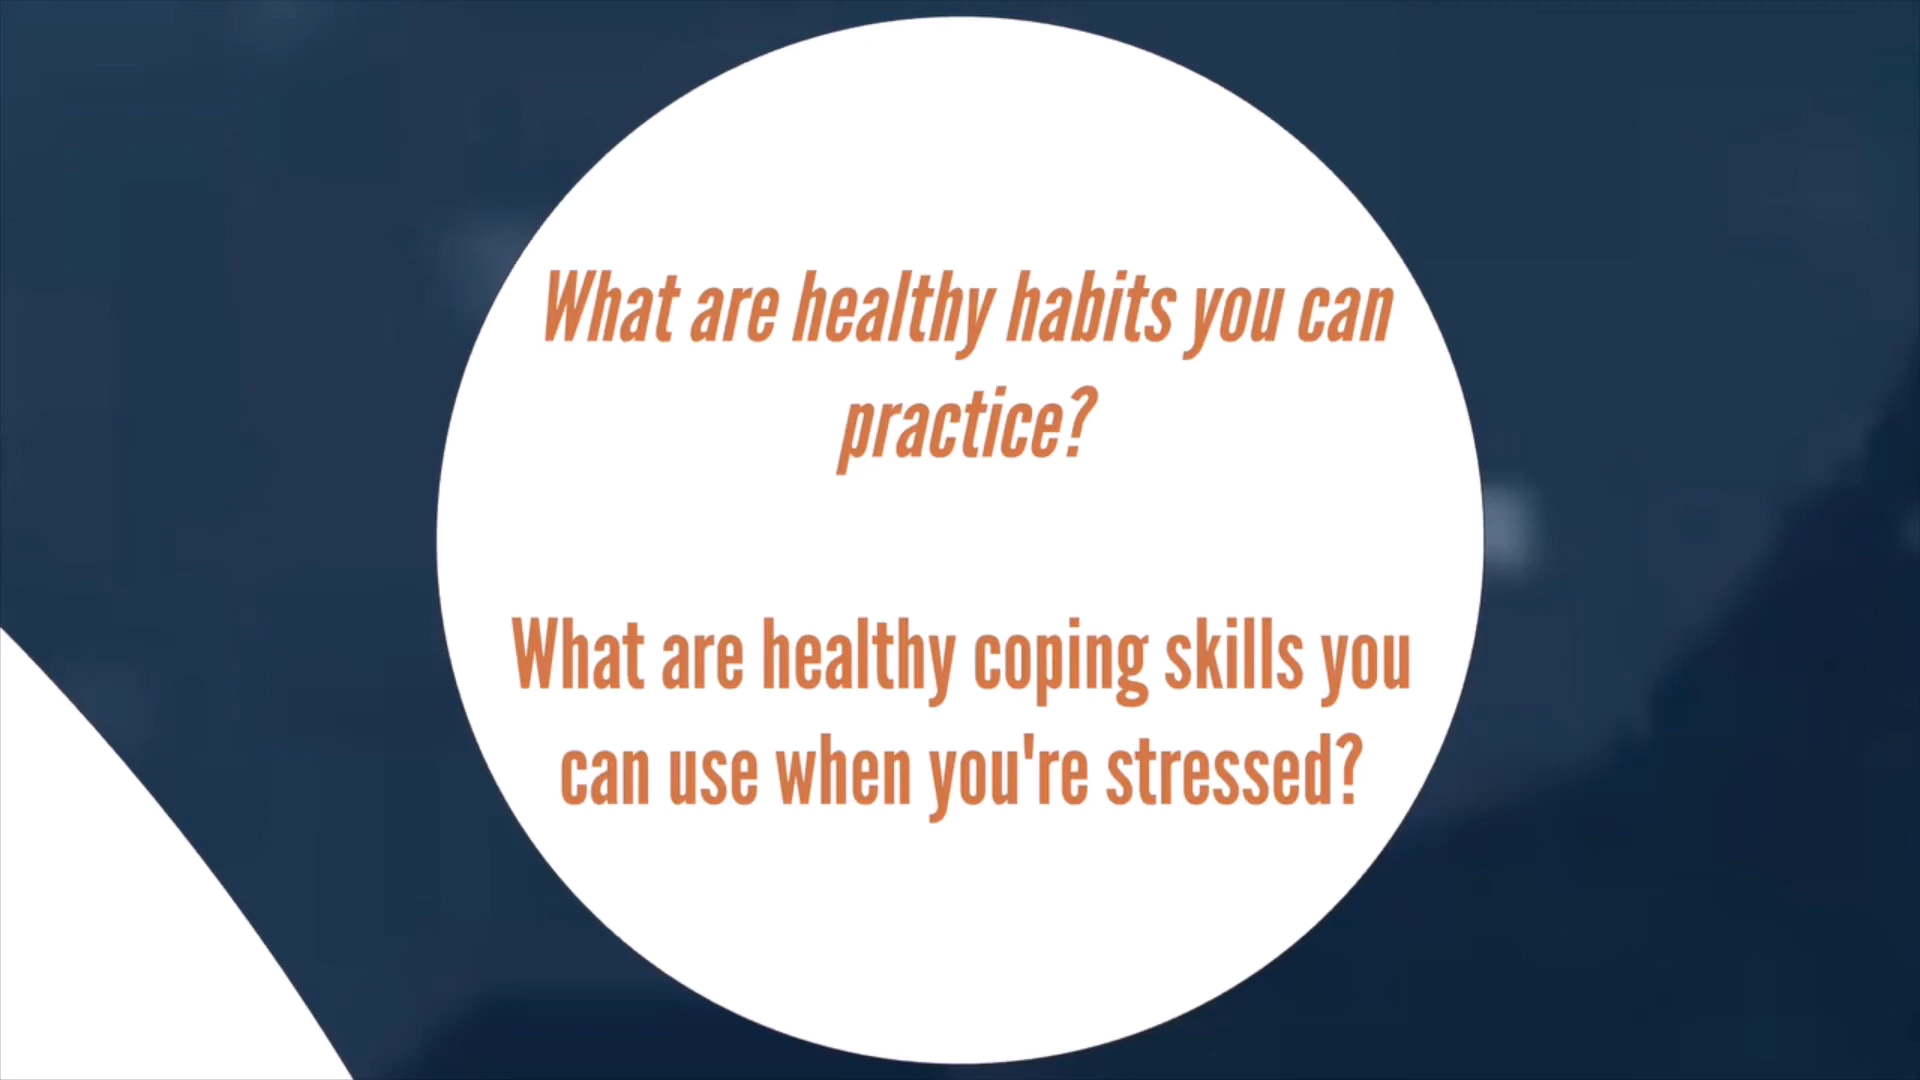 What are healthy habits you can
practice?
What are healthy coping skills you
can use when you're stressed?